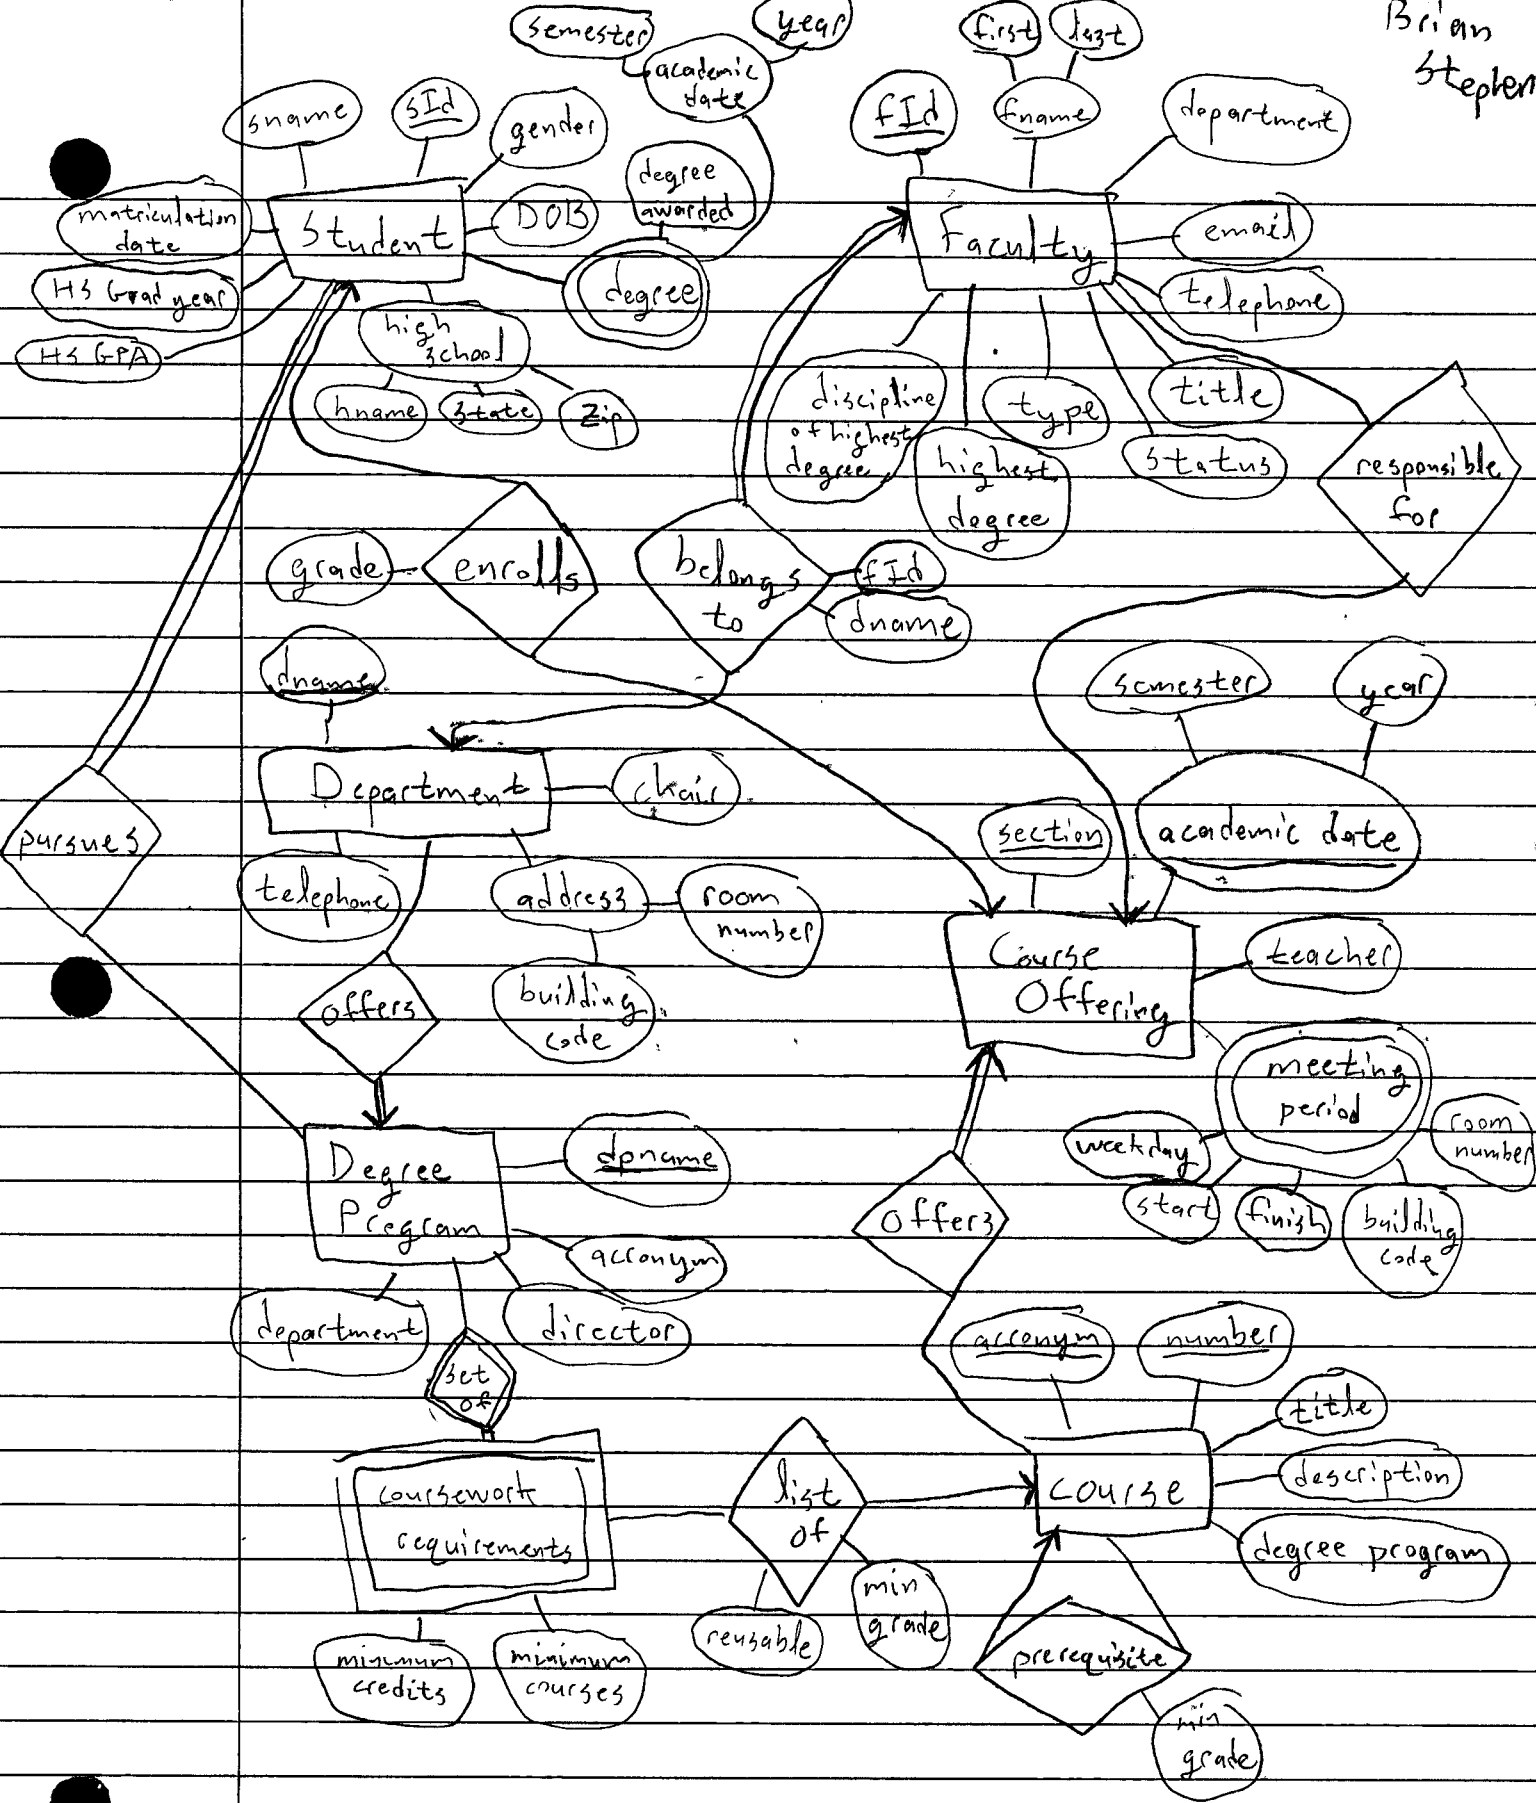 Brian
Stephen
semester
year
academic
date
first
last
sname
sId
gender
fId
fname
department
degree
awarded
matriculation
date
Student
DOB
Faculty
email
HS Grad year
degree
telephone
HS GPA
high
school
hname
state
zip
discipline
of highest
degree
type
title
highest
degree
status
responsible
for
grade
enrolls
belongs
to
fId
dname
dname
semester
year
Department
chair
pursues
section
academic date
telephone
address
room
number
Course
Offering
teacher
offers
building
code
meeting
period
weekday
room
number
Degree
Program
dpname
start
finish
building
code
offers
acronym
department
director
acronym
number
set
of
title
coursework
requirements
list
of
course
description
degree program
min
grade
reusable
minimum
credits
minimum
courses
prerequisite
min
grade